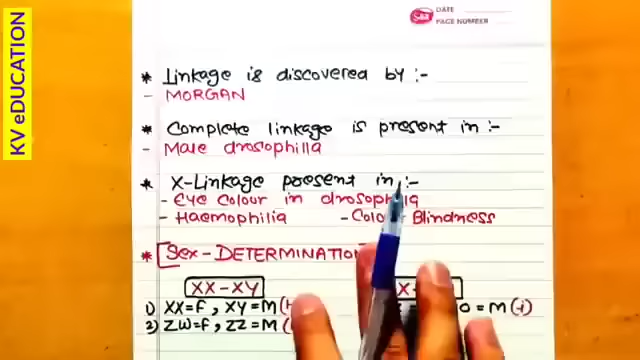 Saathi
DATE
PAGE NUMBER
KV eDUCATION
* Linkage is discovered by :-
- MORGAN
* Complete linkage is present in :-
- Male drosophilla
* X-Linkage present in :-
- Eye Colour in drosophila
- Haemophilia - Colour Blindness
* Sex-DETERMINATION
XX-XY X-
1) XX=F, XY=M O = M
2) ZW=F, ZZ=M